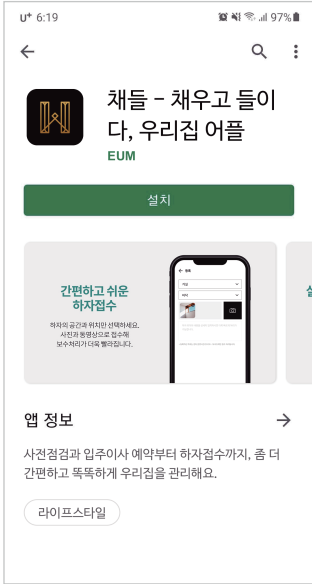 U+ 6:19
97%
채들 - 채우고 들이
다, 우리집 어플
EUM
설치
간편하고 쉬운
하자접수
하자의 공간과 위치만 선택하세요.
사진과 동영상으로 접수해
보수처리가 더욱 빨라집니다.
앱 정보
사전점검과 입주이사 예약부터 하자접수까지, 좀 더
간편하고 똑똑하게 우리집을 관리해요.
라이프스타일